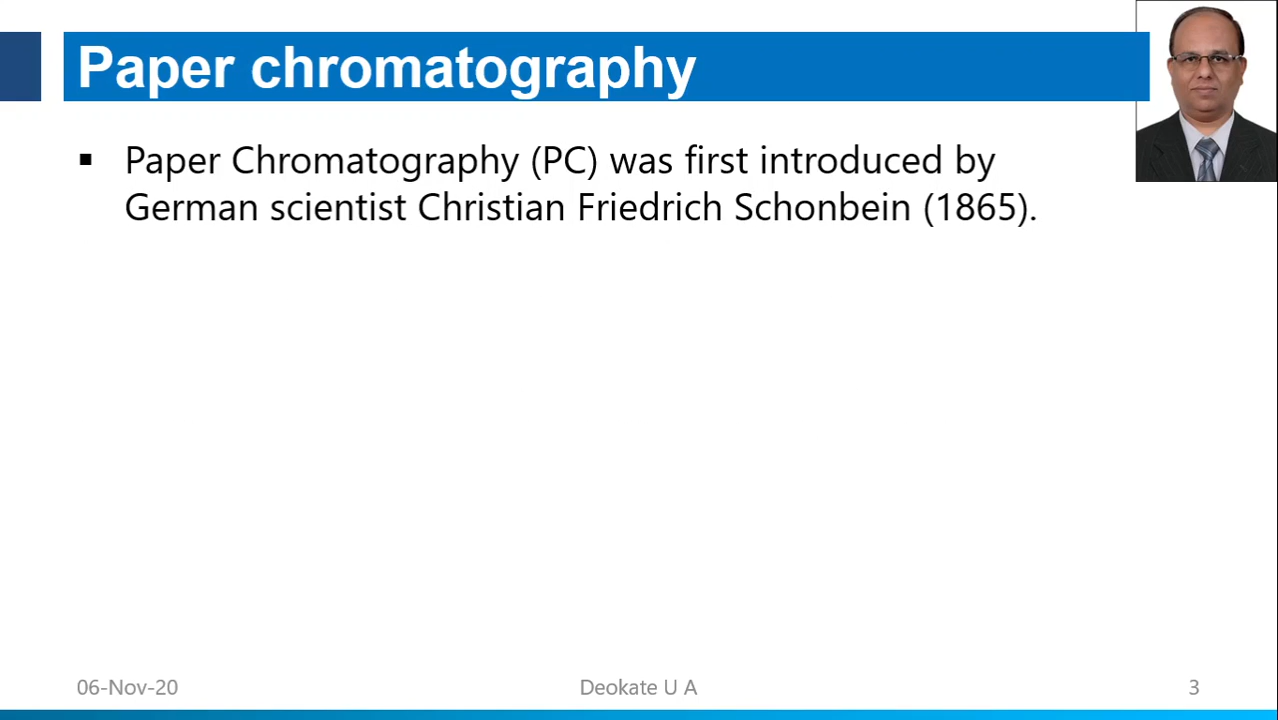 Paper chromatography
▪ Paper Chromatography (PC) was first introduced by
German scientist Christian Friedrich Schonbein (1865).
06-Nov-20 Deokate U A 3